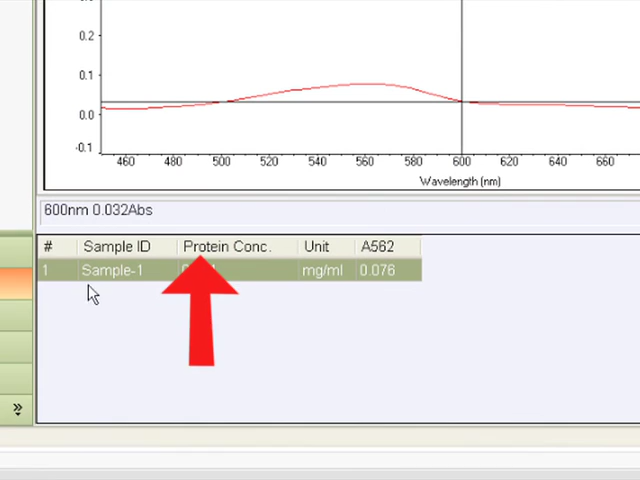 0.2
0.1
0.0
-0.1
460 480 500 520 540 560 580 600 620 640 660
Wavelength (nm)
600nm 0.032Abs
# Sample ID Protein Conc. Unit A562
1 Sample-1 mg/ml 0.076